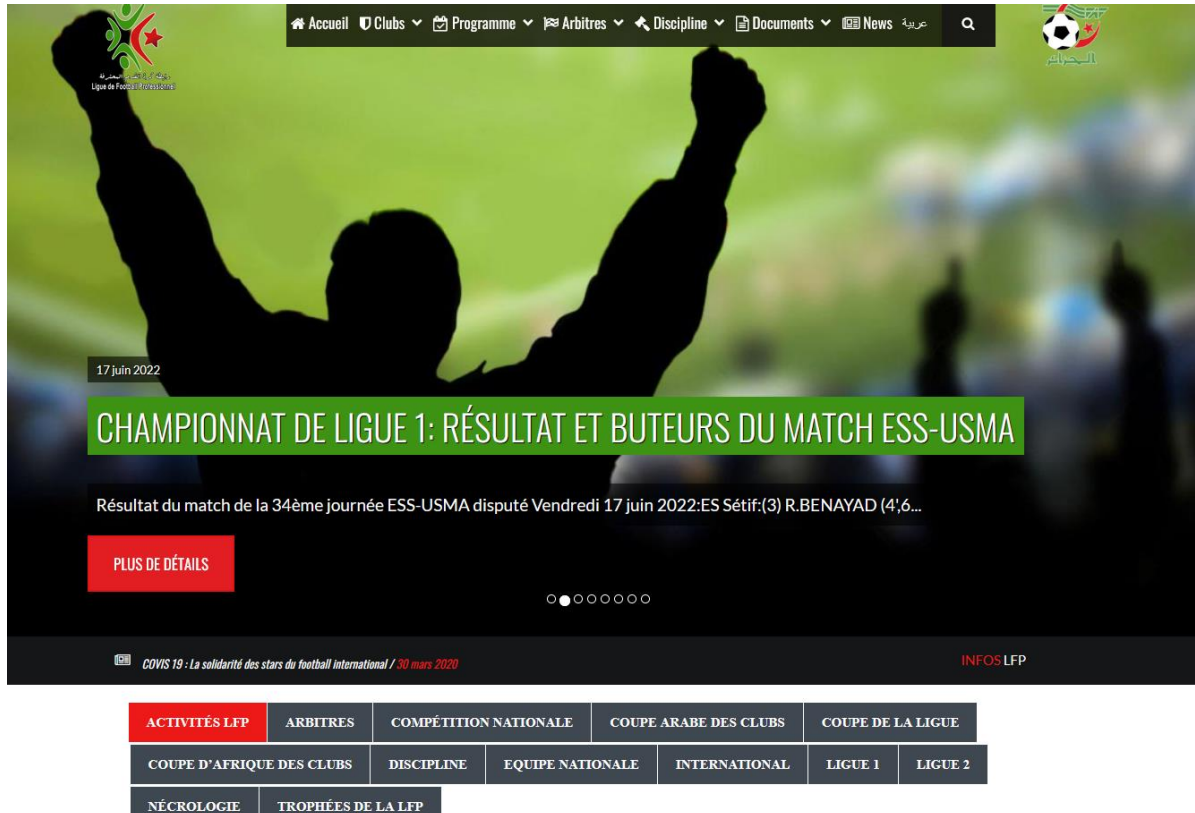 Accueil Clubs Programme Arbitres Discipline Documents News عربية
Ligue de Football Professionnel
الجزائر
17 juin 2022
CHAMPIONNAT DE LIGUE 1: RÉSULTAT ET BUTEURS DU MATCH ESS-USMA
Résultat du match de la 34ème journée ESS-USMA disputé Vendredi 17 juin 2022:ES Sétif:(3) R.BENAYAD (4',6...
PLUS DE DÉTAILS
COVIS 19 : La solidarité des stars du football international / 30 mars 2020
INFOS LFP
ACTIVITÉS LFP ARBITRES COMPÉTITION NATIONALE COUPE ARABE DES CLUBS COUPE DE LA LIGUE
COUPE D'AFRIQUE DES CLUBS DISCIPLINE EQUIPE NATIONALE INTERNATIONAL LIGUE 1 LIGUE 2
NÉCROLOGIE TROPHÉES DE LA LFP